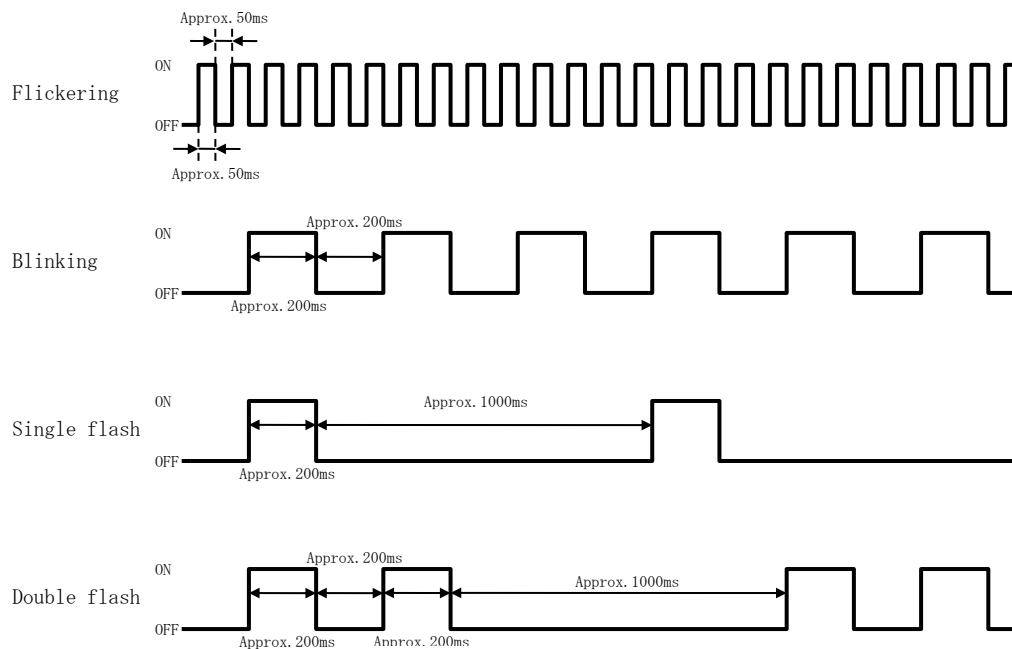 Approx.50ms
ON
Flickering
OFF
Approx.50ms
Approx.200ms
ON
Blinking
OFF
Approx.200ms
ON
Approx.1000ms
Single flash
OFF
Approx.200ms
Approx.200ms
ON
Approx.1000ms
Double flash
OFF
Approx.200ms Approx.200ms